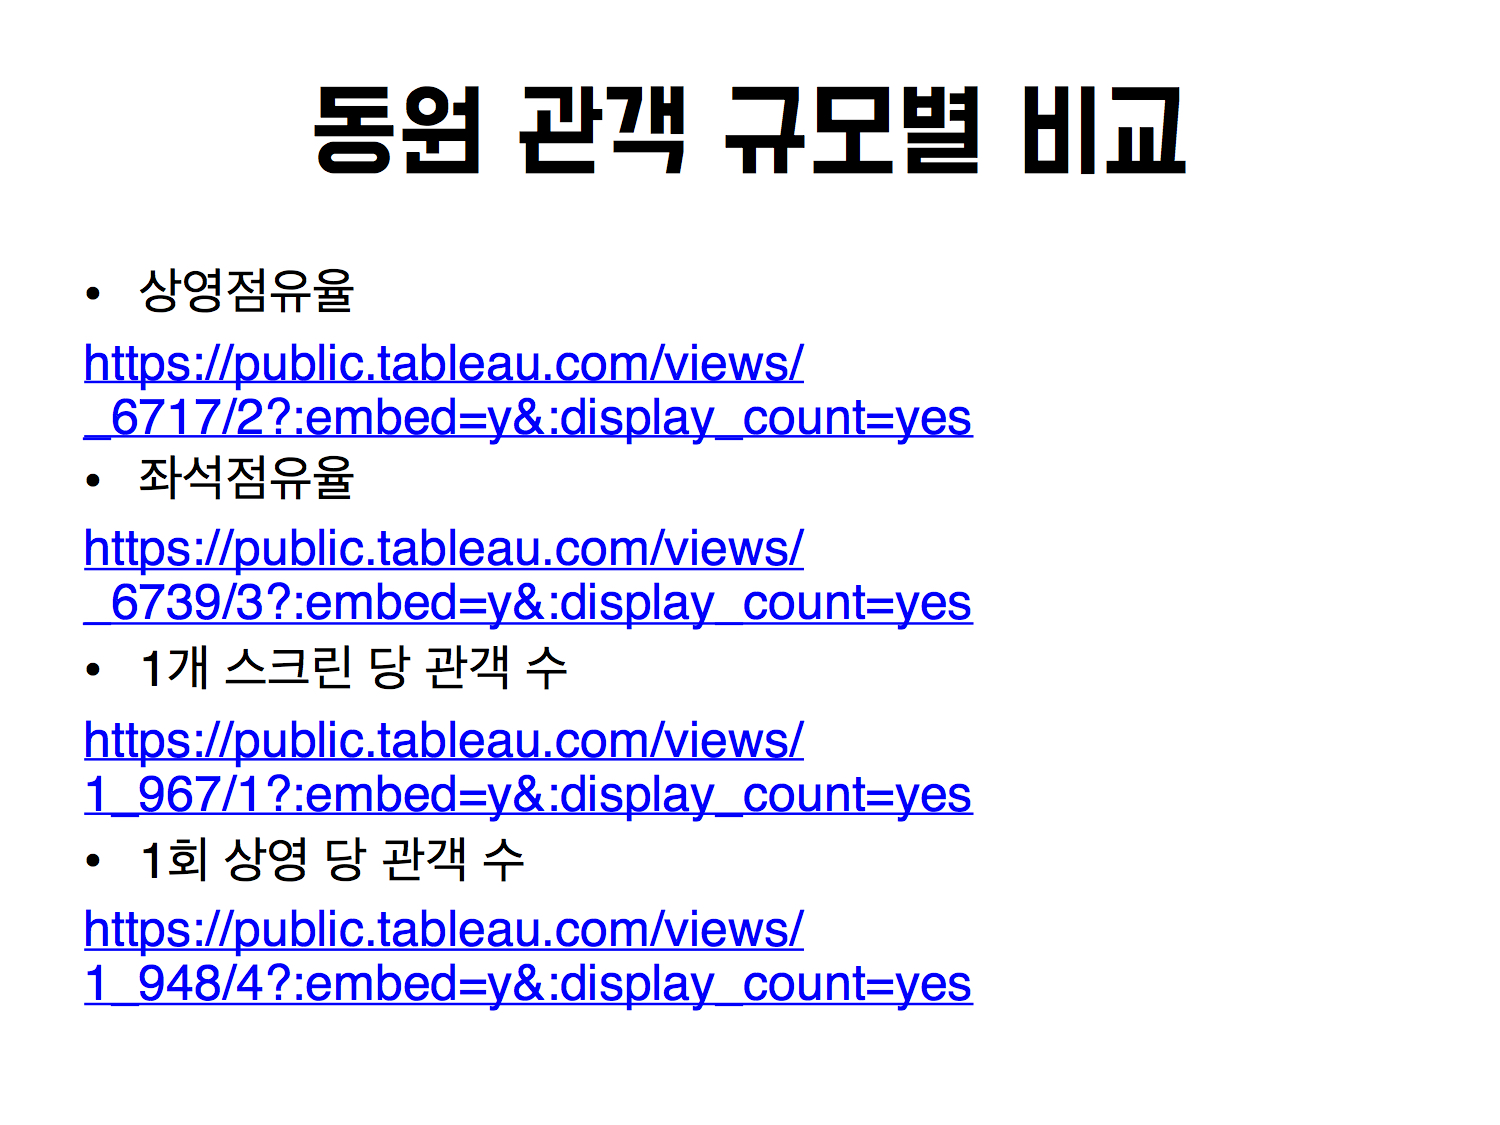 동원 관객 규모별 비교
• 상영점유율
https://public.tableau.com/views/
_6717/2?:embed=y&:display_count=yes
• 좌석점유율
https://public.tableau.com/views/
_6739/3?:embed=y&:display_count=yes
• 1개 스크린 당 관객 수
https://public.tableau.com/views/
1_967/1?:embed=y&:display_count=yes
• 1회 상영 당 관객 수
https://public.tableau.com/views/
1_948/4?:embed=y&:display_count=yes